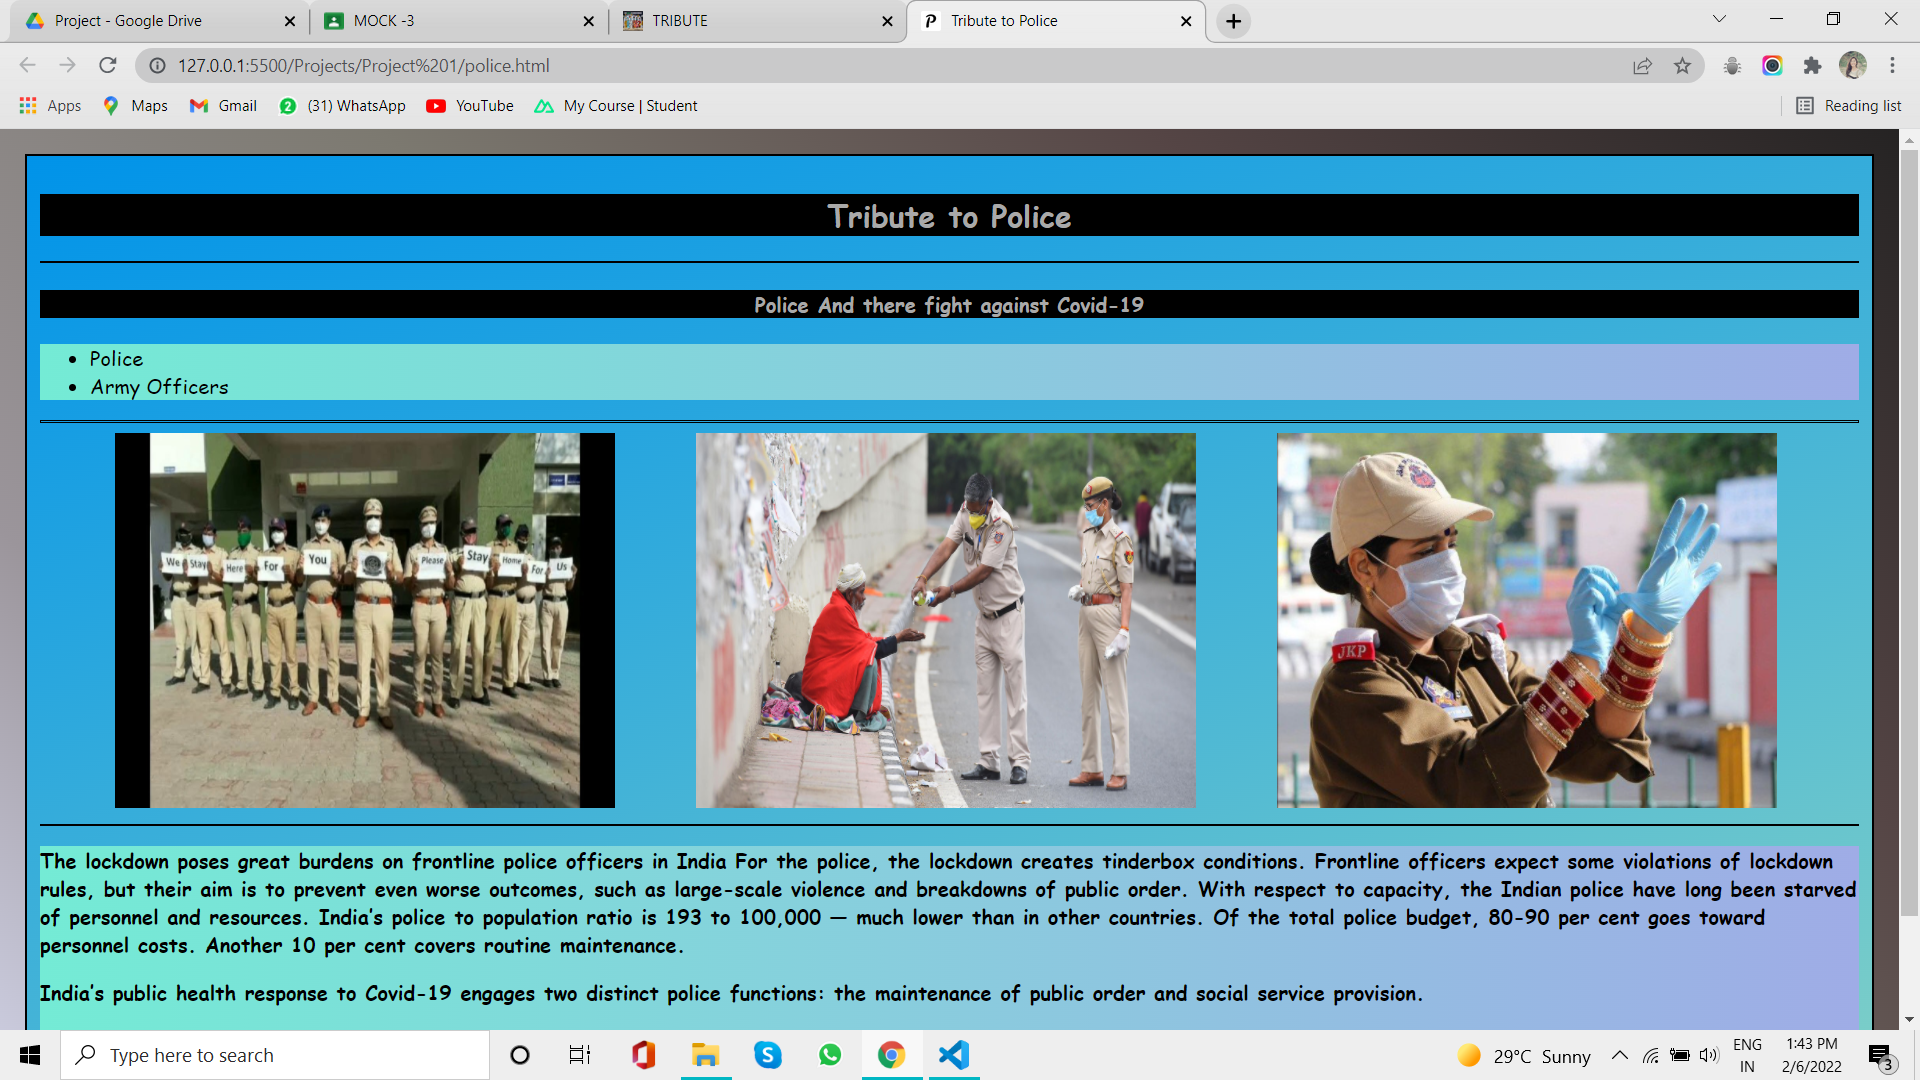 Project - Google Drive
MOCK -3
TRIBUTE
Tribute to Police
127.0.0.1:5500/Projects/Project%201/police.html
Apps
Maps
Gmail
(31) WhatsApp
YouTube
My Course | Student
Reading list
Tribute to Police
Police And there fight against Covid-19
• Police
• Army Officers
We Stay Here For You Please Stay Home For Us
JKP
The lockdown poses great burdens on frontline police officers in India For the police, the lockdown creates tinderbox conditions. Frontline officers expect some violations of lockdown
rules, but their aim is to prevent even worse outcomes, such as large-scale violence and breakdowns of public order. With respect to capacity, the Indian police have long been starved
of personnel and resources. India's police to population ratio is 193 to 100,000 — much lower than in other countries. Of the total police budget, 80-90 per cent goes toward
personnel costs. Another 10 per cent covers routine maintenance.
India's public health response to Covid-19 engages two distinct police functions: the maintenance of public order and social service provision.
Type here to search
29°C Sunny
ENG
IN
1:43 PM
2/6/2022
3